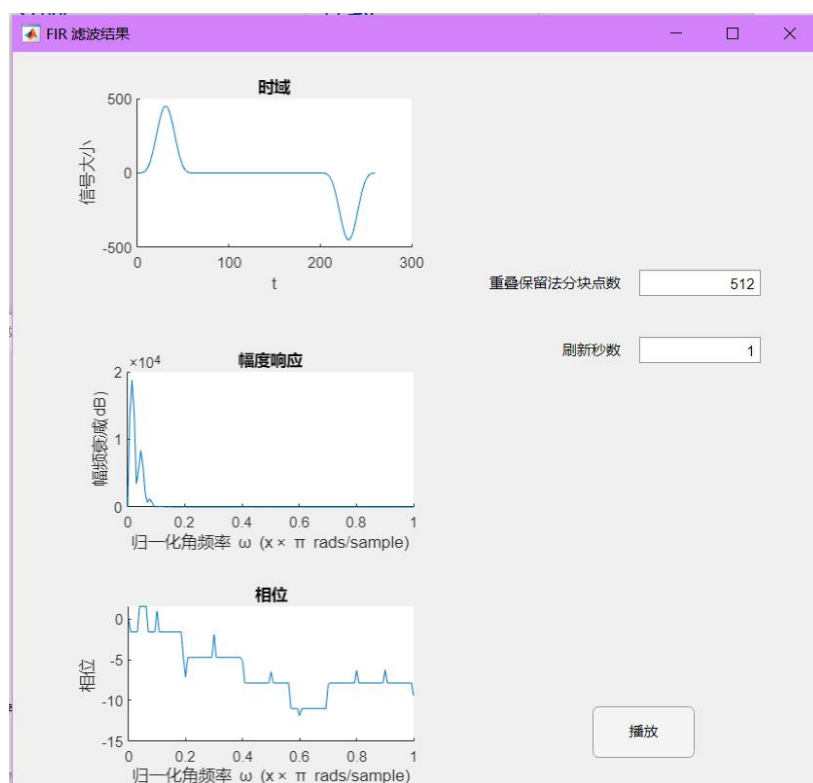 FIR 滤波结果
时域
500
0
-500
信号大小
0 100 200 300
t
重叠保留法分块点数 512
刷新秒数 1
幅度响应
×10⁴
2
1
0
幅频衰减(dB)
0 0.2 0.4 0.6 0.8 1
归一化角频率 ω (x × π rads/sample)
相位
0
-5
-10
-15
相位
0 0.2 0.4 0.6 0.8 1
归一化角频率 ω (x × π rads/sample)
播放